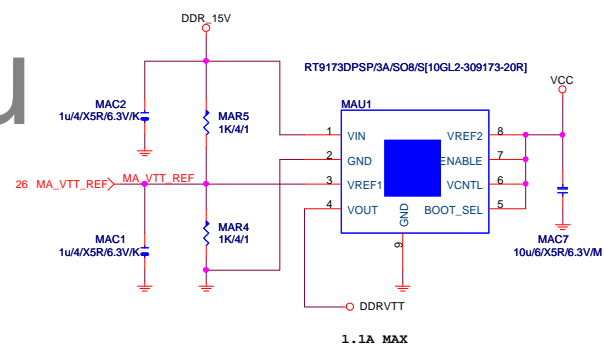 DDR_15V
RT9173DPSP/3A/SO8/S[10GL2-309173-20R]
VCC
u
MAC2
1u/4/X5R/6.3V/K
MAR5
1K/4/1
MAU1
1 VIN VREF2 8
2 GND ENABLE 7
26 MA_VTT_REF MA_VTT_REF 3 VREF1 VCNTL 6
4 VOUT BOOT_SEL 5
GND
9
MAC1
1u/4/X5R/6.3V/K
MAR4
1K/4/1
MAC7
10u/6/X5R/6.3V/M
DDRVTT
1.1A MAX